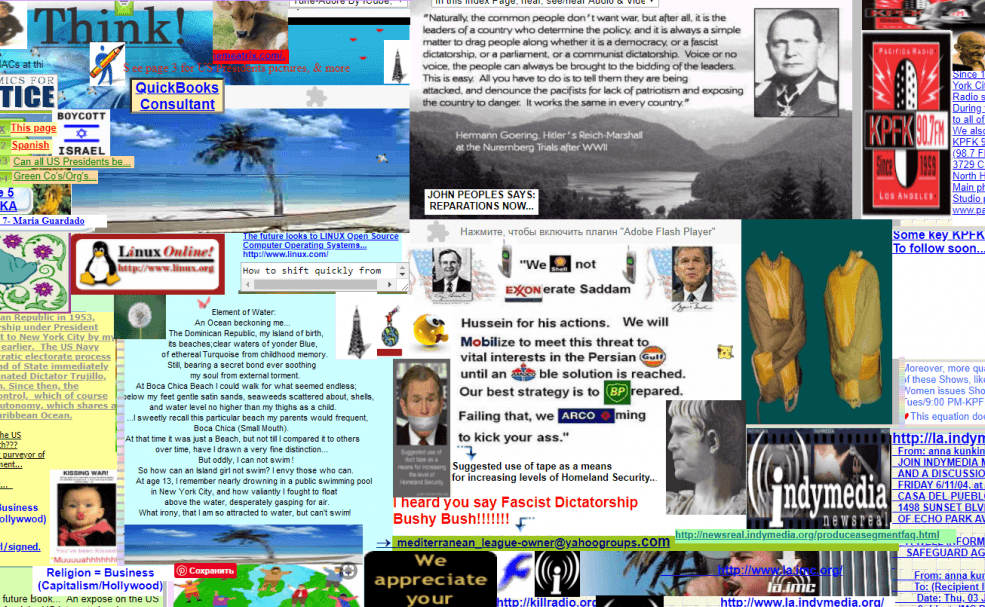 Think!
In this Index Page, hear, see/hear Audio & Vide
See page 3 for
pictures, & more
MACs at thi
QuickBooks
Consultant
MICS FOR
TICE
BOYCOTT
ISRAEL
This page
Spanish
Can all US Presidents be...
Green Co's/Org's...
e 5
KA
7- Maria Guardado
"Naturally, the common people don't want war, but after all, it is the
leaders of a country who determine the policy, and it is always a simple
matter to drag people along whether it is a democracy, or a fascist
dictatorship, or a parliament, or a communist dictatorship. Voice or no
voice, the people can always be brought to the bidding of the leaders.
This is easy. All you have to do is to tell them they are being
attacked, and denounce the pacifists for lack of patriotism and exposing
the country to danger. It works the same in every country."
Hermann Goering, Hitler's Reich-Marshall
at the Nuremberg Trials after WWII
JOHN PEOPLES SAYS:
REPARATIONS NOW...
PACIFICA RADIO
KPFK 90.7FM
Since 1959
LOS ANGELES
Since 1
York Cit
Radio s
During
to all of
We also
KPFK 9
(98.7 F
3729 C
North H
Main ph
Studio p
www.pa
Some key KPFK
To follow soon...
Linux Online!
http://www.linux.org
The future looks to LINUX Open Source
Computer Operating Systems...
http://www.linux.com/
How to shift quickly from
Нажмите, чтобы включить плагин "Adobe Flash Player"
"We Shell not
EXXONerate Saddam
Hussein for his actions. We will
Mobilize to meet this threat to
vital interests in the Persian Gulf
until an AMOCO ble solution is reached.
Our best strategy is to BP repared.
Failing that, we ARCO ming
to kick your ass."
Suggested use of
duct tape as a
means for increasing
the level of
Homeland Security.
Suggested use of tape as a means
for increasing levels of Homeland Security...
I heard you say Fascist Dictatorship
Bushy Bush!!!!!!!
mediterranean_league-owner@yahoogroups.com
Element of Water:
An Ocean beckoning me...
The Dominican Republic, my Island of birth,
its beaches;clear waters of yonder Blue,
of ethereal Turquoise from childhood memory.
Still, bearing a secret bond ever soothing
my soul from external torment.
At Boca Chica Beach I could walk for what seemed endless;
below my feet gentle satin sands, seaweeds scattered about, shells,
and water level no higher than my thighs as a child.
...I sweetly recall this particular beach my parents would frequent,
Boca Chica (Small Mouth).
At that time it was just a Beach, but not till I compared it to others
over time, have I drawn a very fine distinction...
But oddly, I can not swim !
So how can an Island girl not swim? I envy those who can.
At age 13, I remember nearly drowning in a public swimming pool
in New York City, and how valiantly I fought to float
above the water, desperately gasping for air.
What irony, that I am so attracted to water, but can't swim!
an Republic in 1953,
rship under President
t to New York City by my
earlier. The US Navy
ratic electorate process
d of State immediately
nated Dictator Trujillo,
n. Since then, the
ontrol, which of course
utonomy, which shares a
ribbean Ocean.
he US
th???
purveyor of
ment...
Business
ollywwod)
l/signed.
KISSING WAR!
Religion = Business
(Capitalism/Hollywod)
future Book... An expose on the US
Сохранить
We
appreciate
your
indymedia
newsreal
Moreover, more qua
of these Shows, like
Women issues Sho
Tues/9:00 PM-KPF
This equation doe
http://la.indym
From: anna kunkin
JOIN INDYMEDIA
AND A DISCUSSIO
FRIDAY 6/11/04, at
CASA DEL PUEBL
1498 SUNSET BLV
OF ECHO PARK AV
SAFEGUARD AG
From: anna kun
To: (Recipient l
Date: Thu, 03 J
http://newsreal.indymedia.org/producesegmentfaq.html
http://www.la.imc.org/
la.imc
http://killradio.org
http://www.la.indymedia.org/